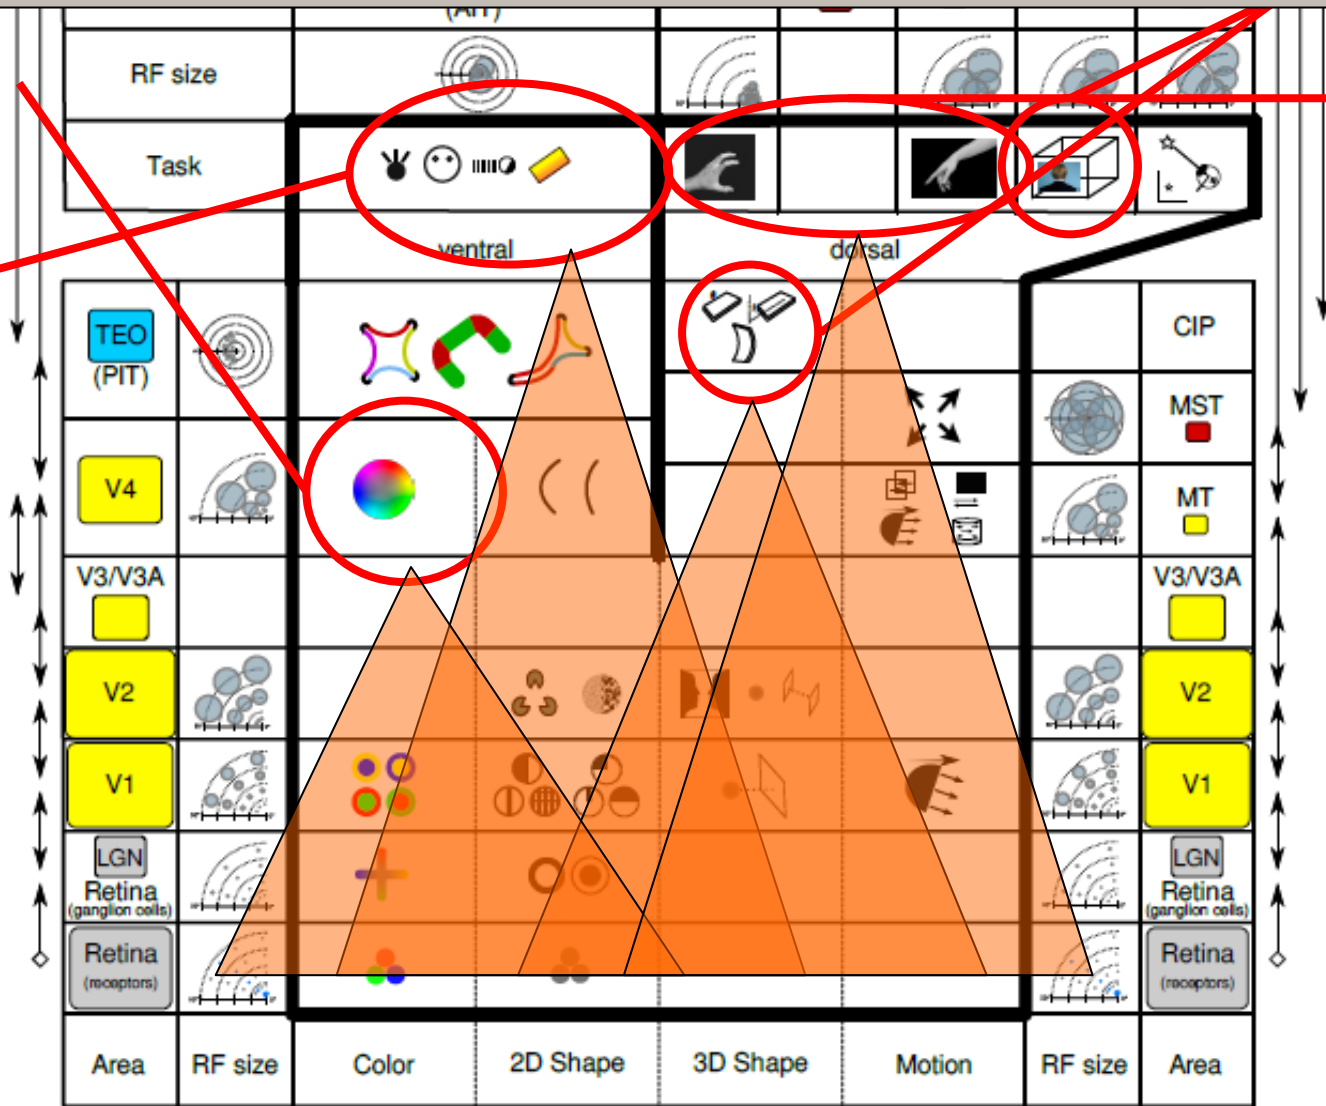 (AIT)
RF size
Task
ventral
dorsal
TEO
(PIT)
CIP
MST
V4
MT
V3/V3A
V3/V3A
V2
V2
V1
V1
LGN
Retina
(ganglion cells)
LGN
Retina
(ganglion cells)
Retina
(receptors)
Retina
(receptors)
Area
RF size
Color
2D Shape
3D Shape
Motion
RF size
Area